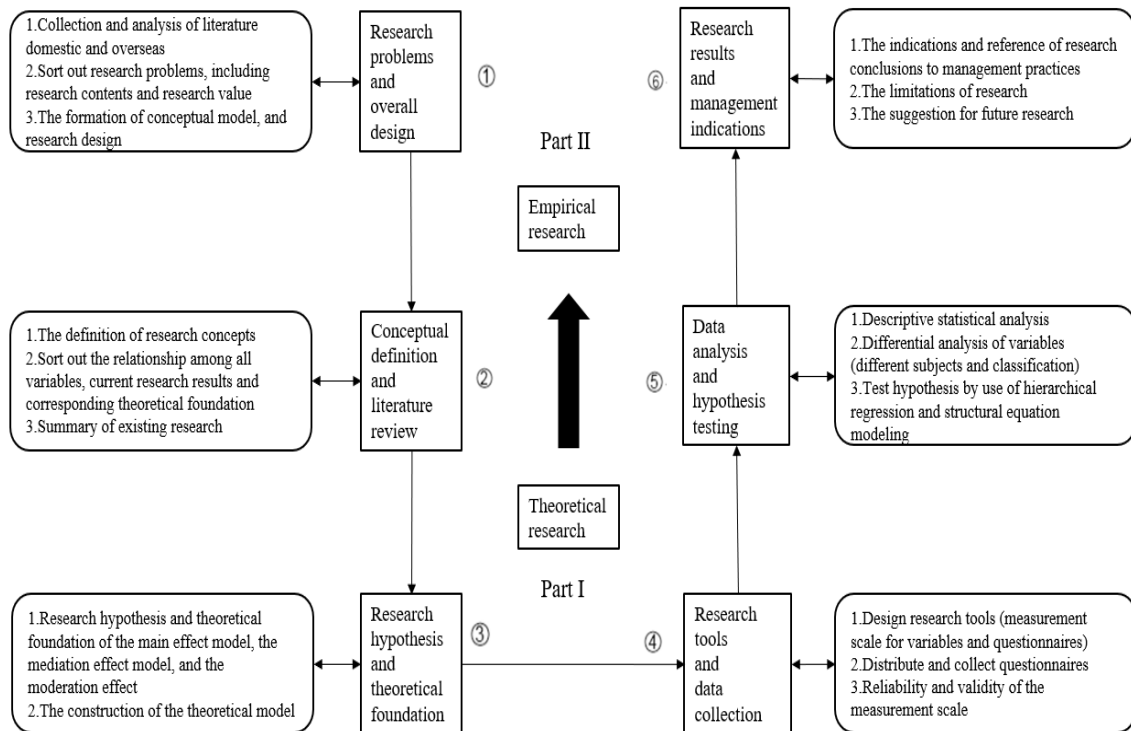 1.Collection and analysis of literature
domestic and overseas
2.Sort out research problems, including
research contents and research value
3.The formation of conceptual model, and
research design
Research
problems
and
overall
design
①
Part II
⑥
Research
results
and
management
indications
1.The indications and reference of research
conclusions to management practices
2.The limitations of research
3.The suggestion for future research
Empirical
research
1.The definition of research concepts
2.Sort out the relationship among all
variables, current research results and
corresponding theoretical foundation
3.Summary of existing research
Conceptual
definition
and
literature
review
②
⑤
Data
analysis
and
hypothesis
testing
1.Descriptive statistical analysis
2.Differential analysis of variables
(different subjects and classification)
3.Test hypothesis by use of hierarchical
regression and structural equation
modeling
Theoretical
research
Part I
1.Research hypothesis and theoretical
foundation of the main effect model, the
mediation effect model, and the
moderation effect
2.The construction of the theoretical model
Research
hypothesis
and
theoretical
foundation
③
④
Research
tools
and
data
collection
1.Design research tools (measurement
scale for variables and questionnaires)
2.Distribute and collect questionnaires
3.Reliability and validity of the
measurement scale